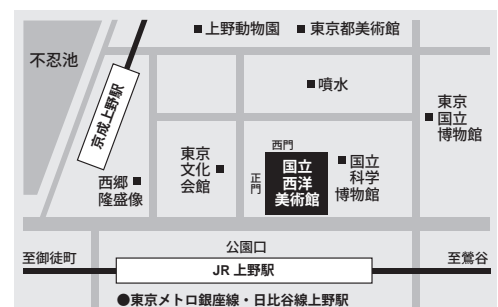 ■上野動物園 ■東京都美術館
不忍池
■噴水
京成上野駅
東京
■国立
博物館
西門
東京
文化■
会館
正門
国立
西洋
美術館
■国立
科学
博物館
西郷■
隆盛像
公園口
至御徒町
JR 上野駅
至鶯谷
●東京メトロ銀座線・日比谷線上野駅